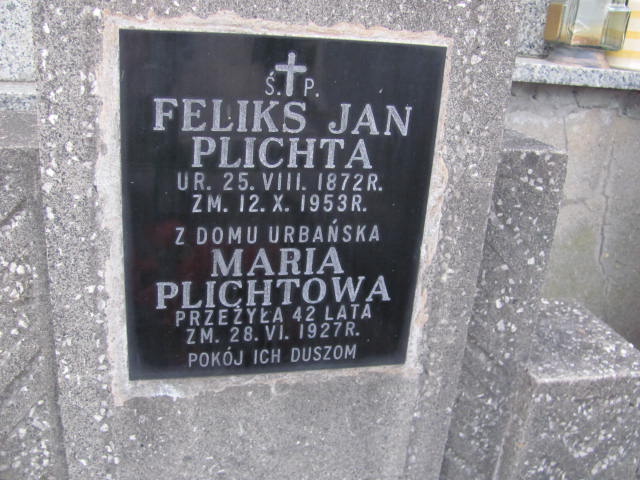 Ś. P.
FELIKS JAN
PLICHTA
UR. 25. VIII. 1872R.
ZM. 12. X. 1953R.
Z DOMU URBAŃSKA
MARIA
PLICHTOWA
PRZEŻYŁA 42 LATA
ZM. 28. VI. 1927R.
POKÓJ ICH DUSZOM